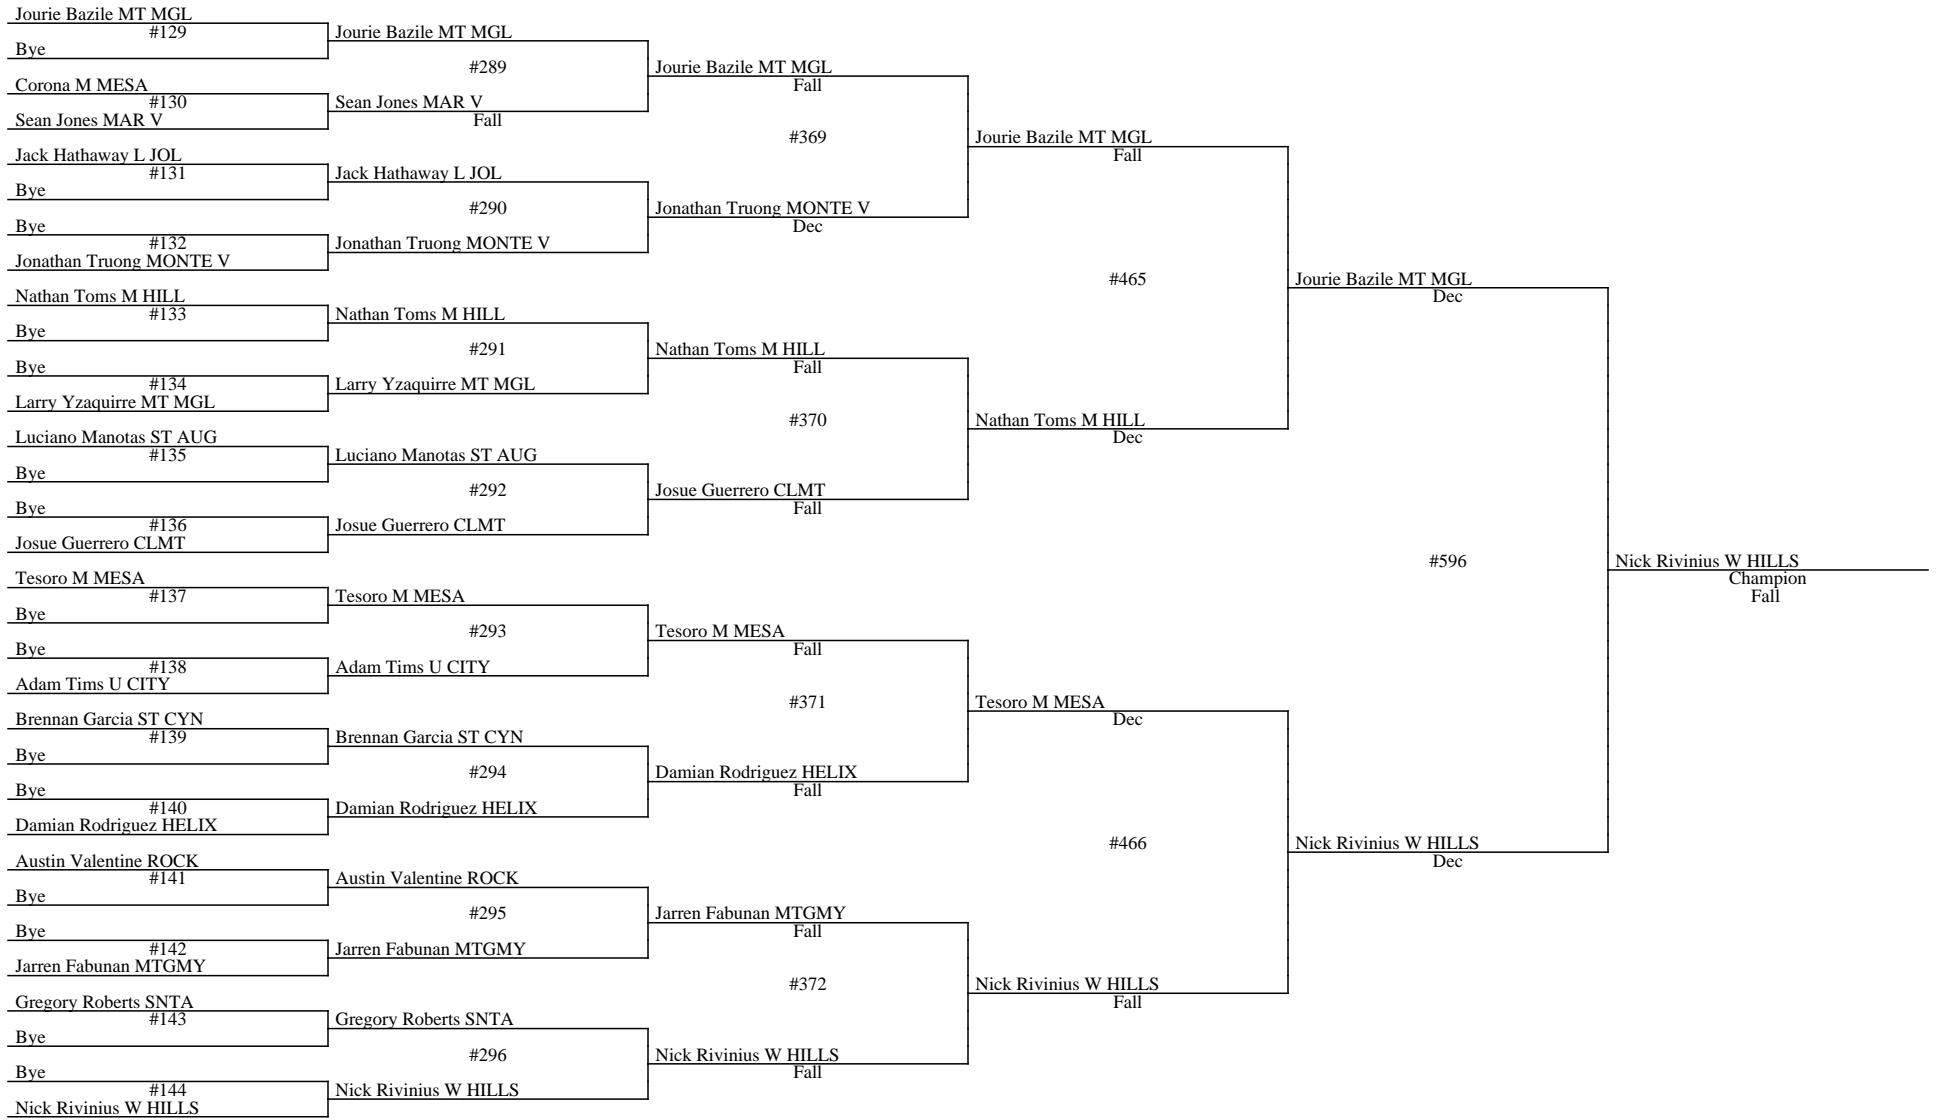 Jourie Bazile MT MGL
#129
Bye
Corona M MESA
#130
Sean Jones MAR V
Jack Hathaway L JOL
#131
Bye
Bye
#132
Jonathan Truong MONTE V
Nathan Toms M HILL
#133
Bye
Bye
#134
Larry Yzaquirre MT MGL
Luciano Manotas ST AUG
#135
Bye
Bye
#136
Josue Guerrero CLMT
Tesoro M MESA
#137
Bye
Bye
#138
Adam Tims U CITY
Brennan Garcia ST CYN
#139
Bye
Bye
#140
Damian Rodriguez HELIX
Austin Valentine ROCK
#141
Bye
Bye
#142
Jarren Fabunan MTGMY
Gregory Roberts SNTA
#143
Bye
Bye
#144
Nick Rivinius W HILLS
Jourie Bazile MT MGL
#289
Sean Jones MAR V
Fall
Jack Hathaway L JOL
#290
Jonathan Truong MONTE V
Nathan Toms M HILL
#291
Larry Yzaquirre MT MGL
Luciano Manotas ST AUG
#292
Josue Guerrero CLMT
Tesoro M MESA
#293
Adam Tims U CITY
Brennan Garcia ST CYN
#294
Damian Rodriguez HELIX
Austin Valentine ROCK
#295
Jarren Fabunan MTGMY
Gregory Roberts SNTA
#296
Nick Rivinius W HILLS
Jourie Bazile MT MGL
Fall
#369
Jonathan Truong MONTE V
Dec
Nathan Toms M HILL
Fall
#370
Josue Guerrero CLMT
Fall
Tesoro M MESA
Fall
#371
Damian Rodriguez HELIX
Fall
Jarren Fabunan MTGMY
Fall
#372
Nick Rivinius W HILLS
Fall
Jourie Bazile MT MGL
Fall
#465
Nathan Toms M HILL
Dec
Tesoro M MESA
Dec
#466
Nick Rivinius W HILLS
Fall
Jourie Bazile MT MGL
Dec
#596
Nick Rivinius W HILLS
Dec
Nick Rivinius W HILLS
Champion
Fall